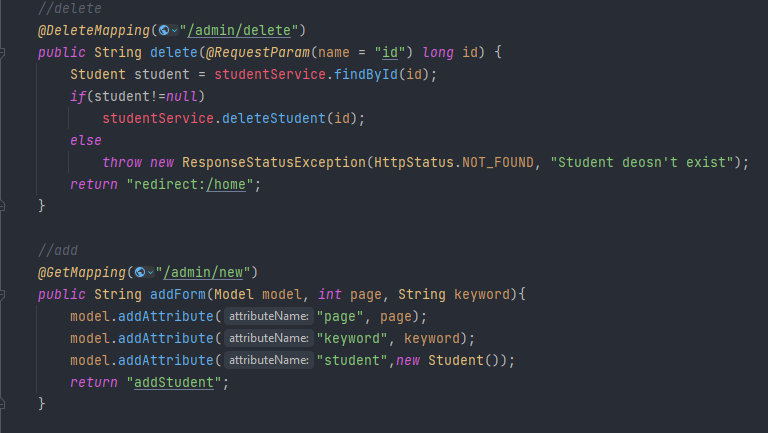 //delete
@DeleteMapping("/admin/delete")
public String delete(@RequestParam(name = "id") long id) {
Student student = studentService.findById(id);
if(student!=null)
studentService.deleteStudent(id);
else
throw new ResponseStatusException(HttpStatus.NOT_FOUND, "Student deosn't exist");
return "redirect:/home";
}
//add
@GetMapping("/admin/new")
public String addForm(Model model, int page, String keyword){
model.addAttribute( attributeName: "page", page);
model.addAttribute( attributeName: "keyword", keyword);
model.addAttribute( attributeName: "student",new Student());
return "addStudent";
}